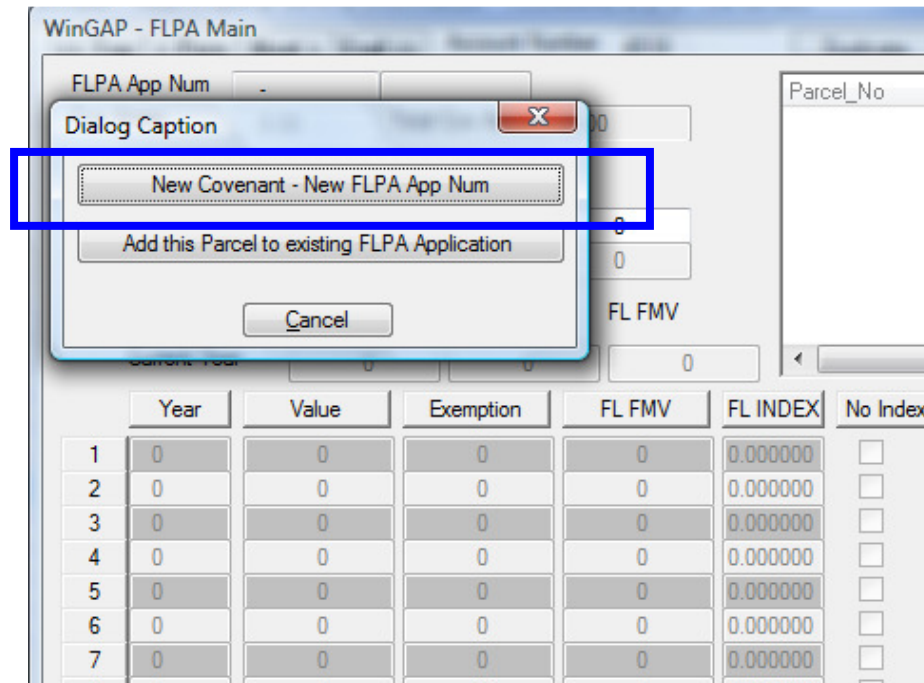 WinGAP - FLPA Main
FLPA App Num -
Parcel_No
Dialog Caption
New Covenant - New FLPA App Num
Add this Parcel to existing FLPA Application
0
Cancel
FL FMV
0 0 0
Year Value Exemption FL FMV FL INDEX No Index
1 0 0 0 0 0.000000
2 0 0 0 0 0.000000
3 0 0 0 0 0.000000
4 0 0 0 0 0.000000
5 0 0 0 0 0.000000
6 0 0 0 0 0.000000
7 0 0 0 0 0.000000